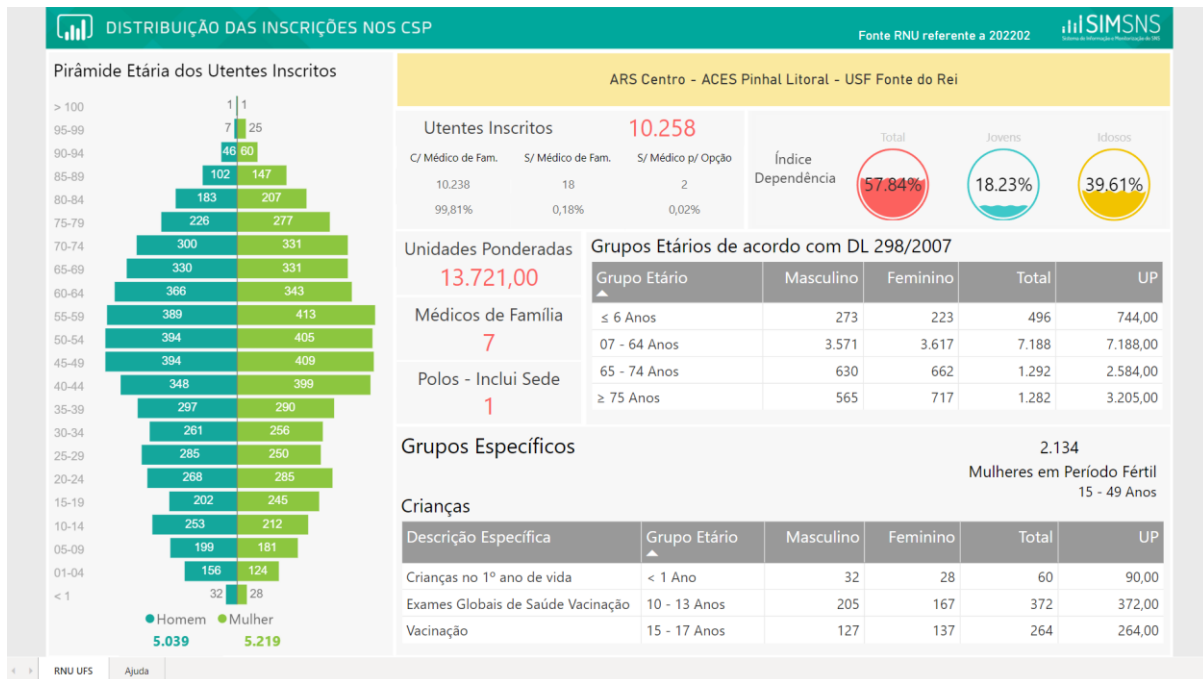 DISTRIBUIÇÃO DAS INSCRIÇÕES NOS CSP
Fonte RNU referente a 202202
SIMSNS
Sistema de Informação e Monitorização do SNS
Pirâmide Etária dos Utentes Inscritos
> 100 1 1
95-99 7 25
90-94 46 60
85-89 102 147
80-84 183 207
75-79 226 277
70-74 300 331
65-69 330 331
60-64 366 343
55-59 389 413
50-54 394 405
45-49 394 409
40-44 348 399
35-39 297 290
30-34 261 256
25-29 285 250
20-24 268 285
15-19 202 245
10-14 253 212
05-09 199 181
01-04 156 124
< 1 32 28
Homem Mulher
5.039 5.219
ARS Centro - ACES Pinhal Litoral - USF Fonte do Rei
Utentes Inscritos 10.258
C/ Médico de Fam. S/ Médico de Fam. S/ Médico p/ Opção
10.238 18 2
99,81% 0,18% 0,02%
Índice
Dependência
Total Jovens Idosos
57.84% 18.23% 39,61%
Unidades Ponderadas
13.721,00
Médicos de Família
7
Polos - Inclui Sede
1
Grupos Etários de acordo com DL 298/2007
Grupo Etário Masculino Feminino Total UP
≤ 6 Anos 273 223 496 744,00
07 - 64 Anos 3.571 3.617 7.188 7.188,00
65 - 74 Anos 630 662 1.292 2.584,00
≥ 75 Anos 565 717 1.282 3.205,00
Grupos Específicos
2.134
Mulheres em Período Fértil
15 - 49 Anos
Crianças
Descrição Específica Grupo Etário Masculino Feminino Total UP
Crianças no 1º ano de vida < 1 Ano 32 28 60 90,00
Exames Globais de Saúde Vacinação 10 - 13 Anos 205 167 372 372,00
Vacinação 15 - 17 Anos 127 137 264 264,00
RNU UFS Ajuda